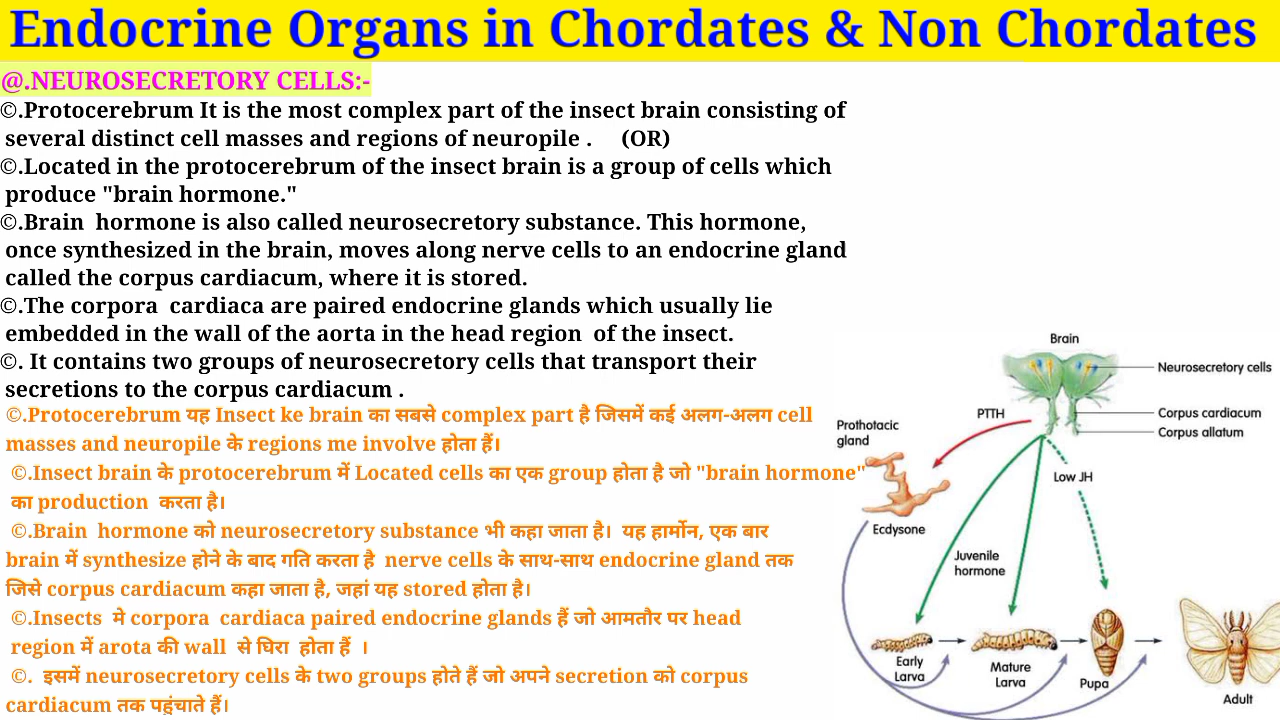 Endocrine Organs in Chordates & Non Chordates
@.NEUROSECRETORY CELLS:-
©.Protocerebrum It is the most complex part of the insect brain consisting of
several distinct cell masses and regions of neuropile . (OR)
©.Located in the protocerebrum of the insect brain is a group of cells which
produce "brain hormone."
©.Brain hormone is also called neurosecretory substance. This hormone,
once synthesized in the brain, moves along nerve cells to an endocrine gland
called the corpus cardiacum, where it is stored.
©.The corpora cardiaca are paired endocrine glands which usually lie
embedded in the wall of the aorta in the head region of the insect.
©. It contains two groups of neurosecretory cells that transport their
secretions to the corpus cardiacum .
©.Protocerebrum यह Insect ke brain का सबसे complex part है जिसमें कई अलग-अलग cell
masses and neuropile के regions me involve होता हैं।
©.Insect brain के protocerebrum में Located cells का एक group होता है जो "brain hormone"
का production करता है।
©.Brain hormone को neurosecretory substance भी कहा जाता है। यह हार्मोन, एक बार
brain में synthesize होने के बाद गति करता है nerve cells के साथ-साथ endocrine gland तक
जिसे corpus cardiacum कहा जाता है, जहां यह stored होता है।
©.Insects मे corpora cardiaca paired endocrine glands हैं जो आमतौर पर head
region में arota की wall से घिरा होता हैं ।
©. इसमें neurosecretory cells के two groups होते हैं जो अपने secretion को corpus
cardiacum तक पहुंचाते हैं।
Brain
Neurosecretory cells
PTTH
Corpus cardiacum
Corpus allatum
Prothotacic
gland
Low JH
Ecdysone
Juvenile
hormone
Early
Larva
Mature
Larva
Pupa
Adult